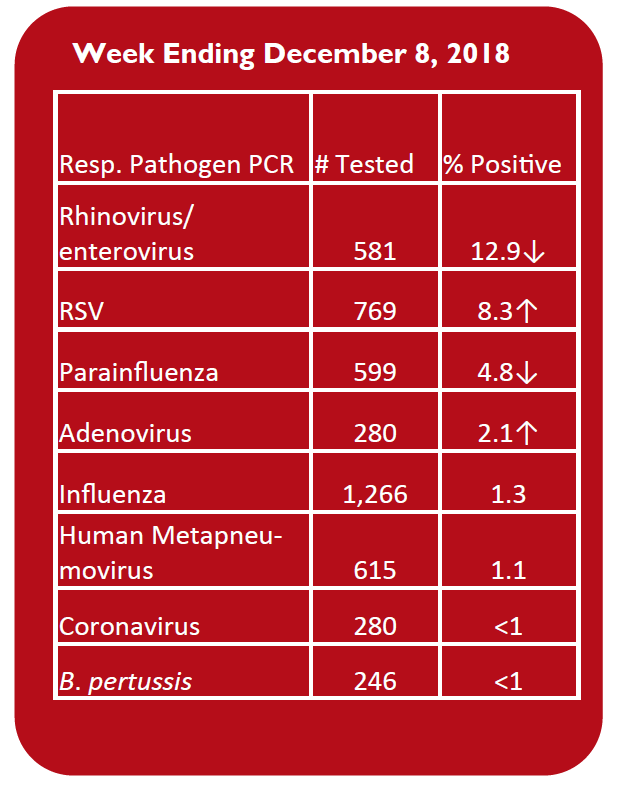 Week Ending December 8, 2018
Resp. Pathogen PCR # Tested % Positive
Rhinovirus/
enterovirus 581 12.9↓
RSV 769 8.3↑
Parainfluenza 599 4.8↓
Adenovirus 280 2.1↑
Influenza 1,266 1.3
Human Metapneu-
movirus 615 1.1
Coronavirus 280 <1
B. pertussis 246 <1